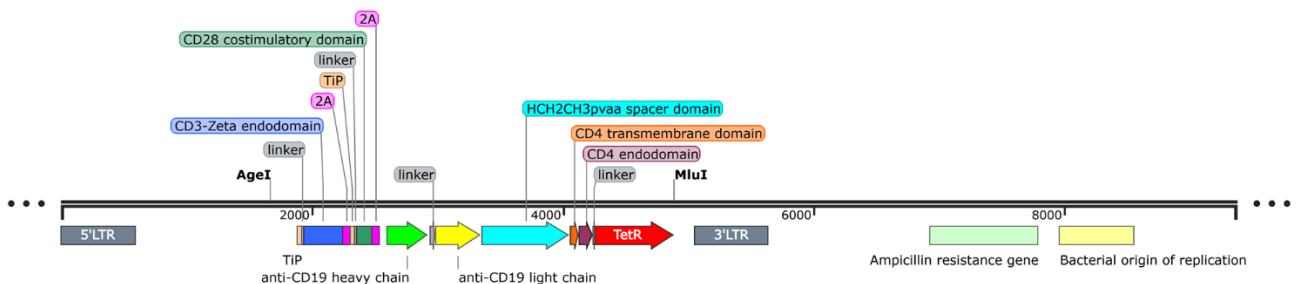 2A
CD28 costimulatory domain
linker
TiP
2A
HCH2CH3pvaa spacer domain
CD3-Zeta endodomain
CD4 transmembrane domain
linker
CD4 endodomain
AgeI
linker
linker
MluI
2000
4000
6000
8000
5'LTR
TetR
3'LTR
TiP
anti-CD19 heavy chain
anti-CD19 light chain
Ampicillin resistance gene
Bacterial origin of replication